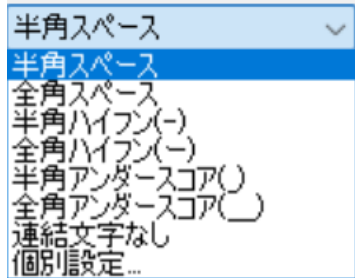 半角スペース
半角スペース
全角スペース
半角ハイフン(-)
全角ハイフン(ー)
半角アンダースコア(_)
全角アンダースコア(__)
連結文字なし
個別設定...